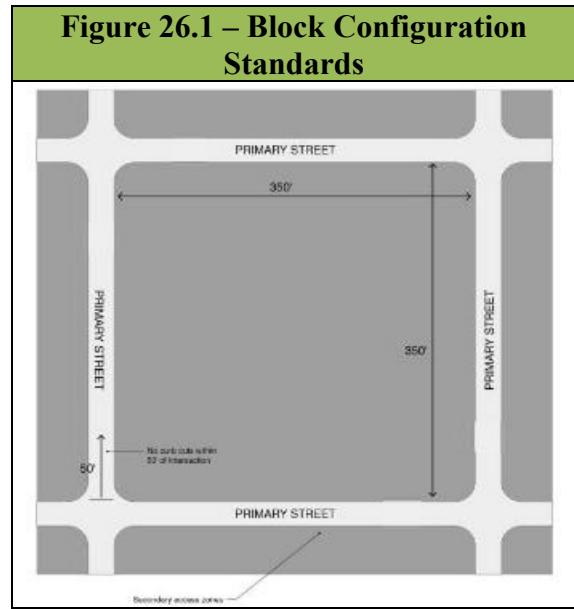 Figure 26.1 – Block Configuration
Standards
PRIMARY STREET
350'
PRIMARY STREET
350'
PRIMARY STREET
No curb cuts within
50' of intersection
50'
PRIMARY STREET
Secondary access zones